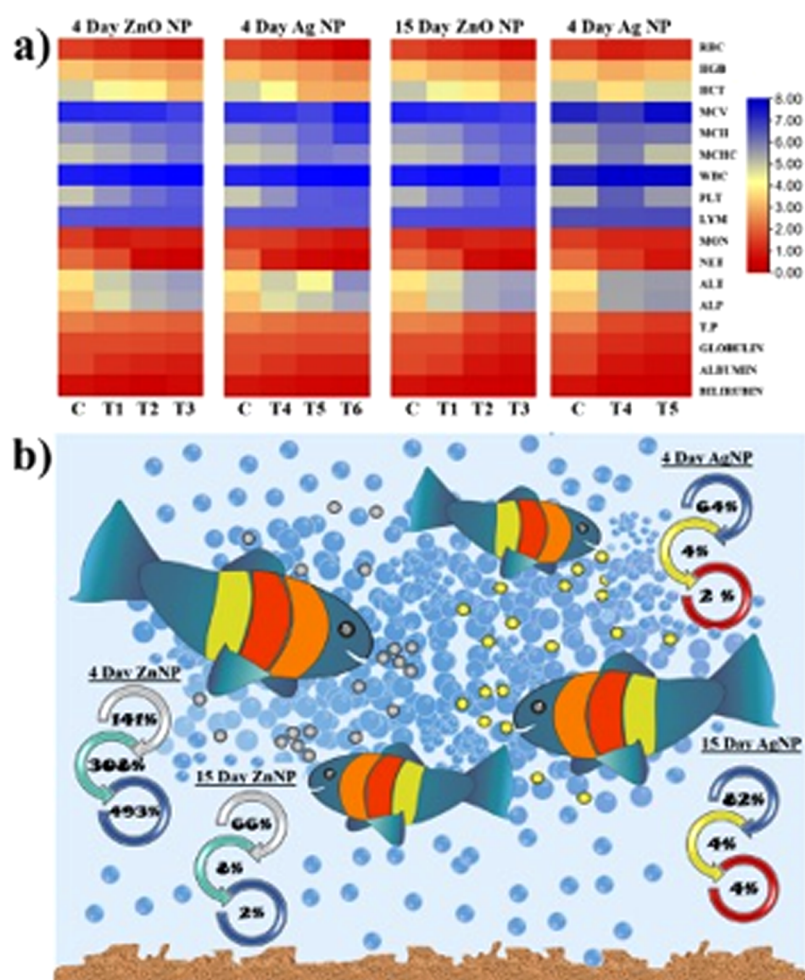 a)
4 Day ZnO NP 4 Day Ag NP 15 Day ZnO NP 4 Day Ag NP
RBC
HGB
HCT
MCV
MCH
MCHC
WBC
PLT
LYM
MON
NET
ALT
ALP
T.P
GLOBULIN
ALBUMIN
BILIRUBIN
8.00
7.00
6.00
5.00
4.00
3.00
2.00
1.00
0.00
C T1 T2 T3 C T4 T5 T6 C T1 T2 T3 C T4 T5
b)
4 Day AgNP
64%
4%
2 %
4 Day ZnNP
141%
308%
493%
15 Day ZnNP
66%
8%
2%
15 Day AgNP
82%
4%
4%